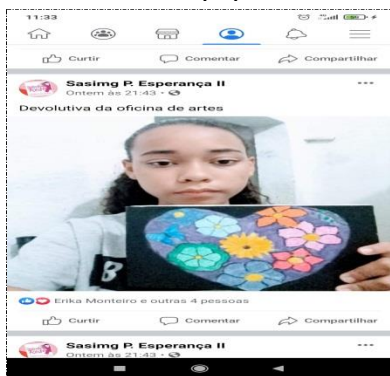 11:33
Curtir Comentar Compartilhar
Sasimg P. Esperança II
Ontem às 21:43
Devolutiva da oficina de artes
B
Erika Monteiro e outras 4 pessoas
Curtir Comentar Compartilhar
Sasimg P. Esperança II
Ontem às 21:43